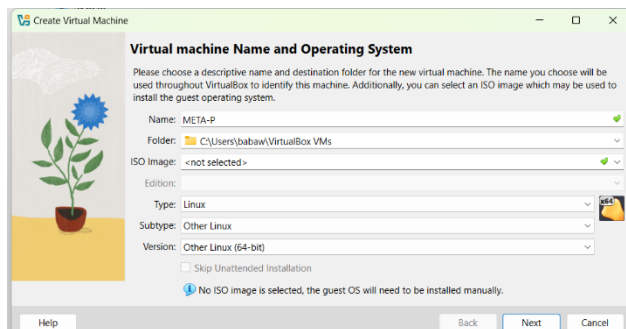 Create Virtual Machine
Virtual machine Name and Operating System
Please choose a descriptive name and destination folder for the new virtual machine. The name you choose will be
used throughout VirtualBox to identify this machine. Additionally, you can select an ISO image which may be used to
install the guest operating system.
Name: META-P
Folder: C:\Users\babaw\VirtualBox VMs
ISO Image: <not selected>
Edition:
Type: Linux
x64
Subtype: Other Linux
Version: Other Linux (64-bit)
Skip Unattended Installation
No ISO image is selected, the guest OS will need to be installed manually.
Help Back Next Cancel